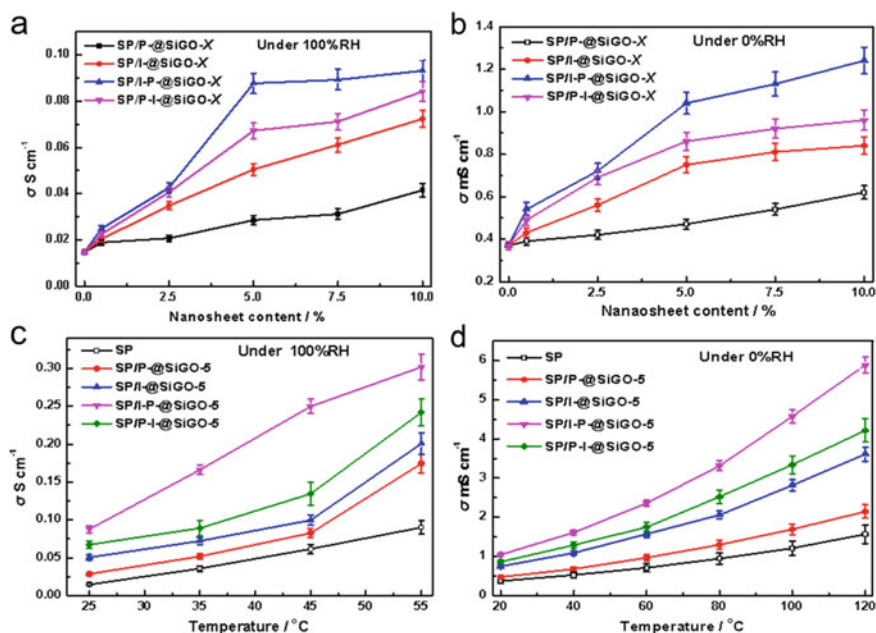 a
SP/P-@SiGO-X
SP/I-@SiGO-X
SP/I-P-@SiGO-X
SP/P-I-@SiGO-X
Under 100%RH
0.10
0.08
0.06
0.04
0.02
0.00
σ S cm⁻¹
0.0 2.5 5.0 7.5 10.0
Nanosheet content / %
b
Under 0%RH
SP/P-@SiGO-X
SP/I-@SiGO-X
SP/I-P-@SiGO-X
SP/P-I-@SiGO-X
1.4
1.2
1.0
0.8
0.6
0.4
0.2
σ mS cm⁻¹
0.0 2.5 5.0 7.5 10.0
Nanaosheet content / %
c
Under 100%RH
SP
SP/P-@SiGO-5
SP/I-@SiGO-5
SP/I-P-@SiGO-5
SP/P-I-@SiGO-5
0.30
0.25
0.20
0.15
0.10
0.05
0.00
σ S cm⁻¹
25 30 35 40 45 50 55
Temperature / °C
d
Under 0%RH
SP
SP/P-@SiGO-5
SP/I-@SiGO-5
SP/I-P-@SiGO-5
SP/P-I-@SiGO-5
6
5
4
3
2
1
0
σ mS cm⁻¹
20 40 60 80 100 120
Temperature / °C